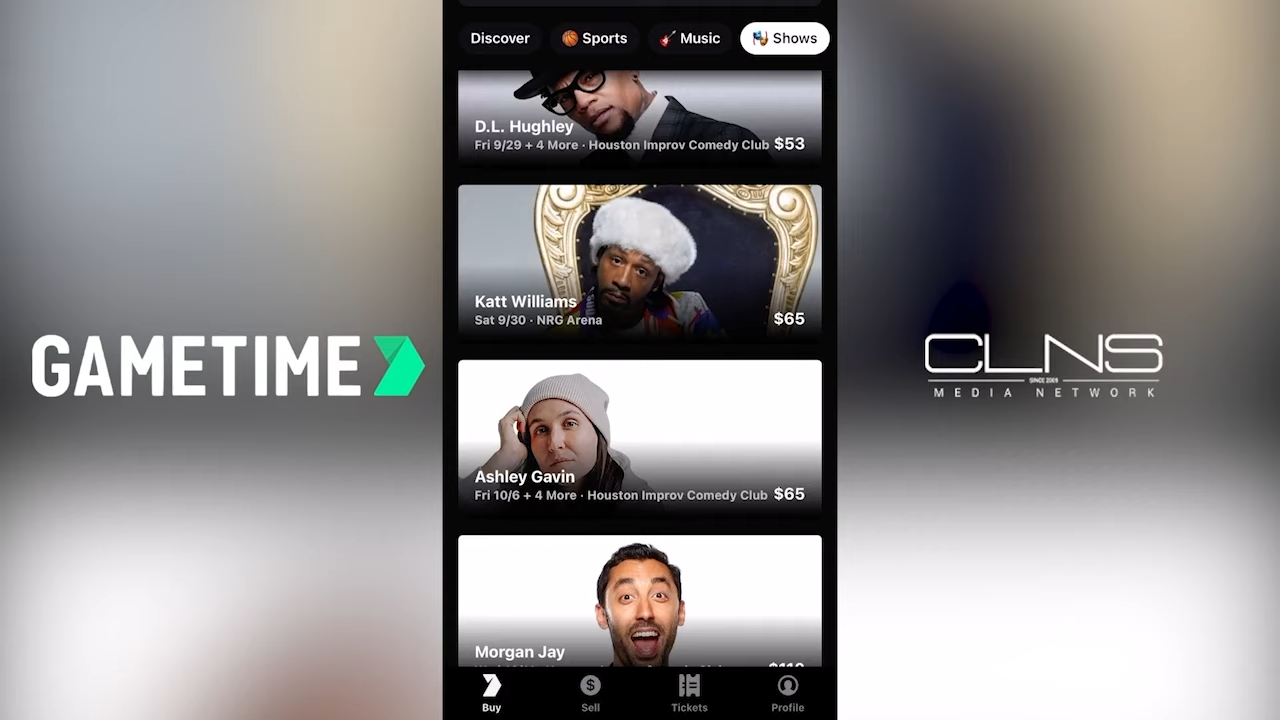 Discover
Sports
Music
Shows
D.L. Hughley
Fri 9/29 + 4 More · Houston Improv Comedy Club $53
Katt Williams
Sat 9/30 · NRG Arena $65
GAMETIME
CLNS
SINCE 2009
MEDIA NETWORK
Ashley Gavin
Fri 10/6 + 4 More · Houston Improv Comedy Club $65
Morgan Jay
Buy
Sell
Tickets
Profile